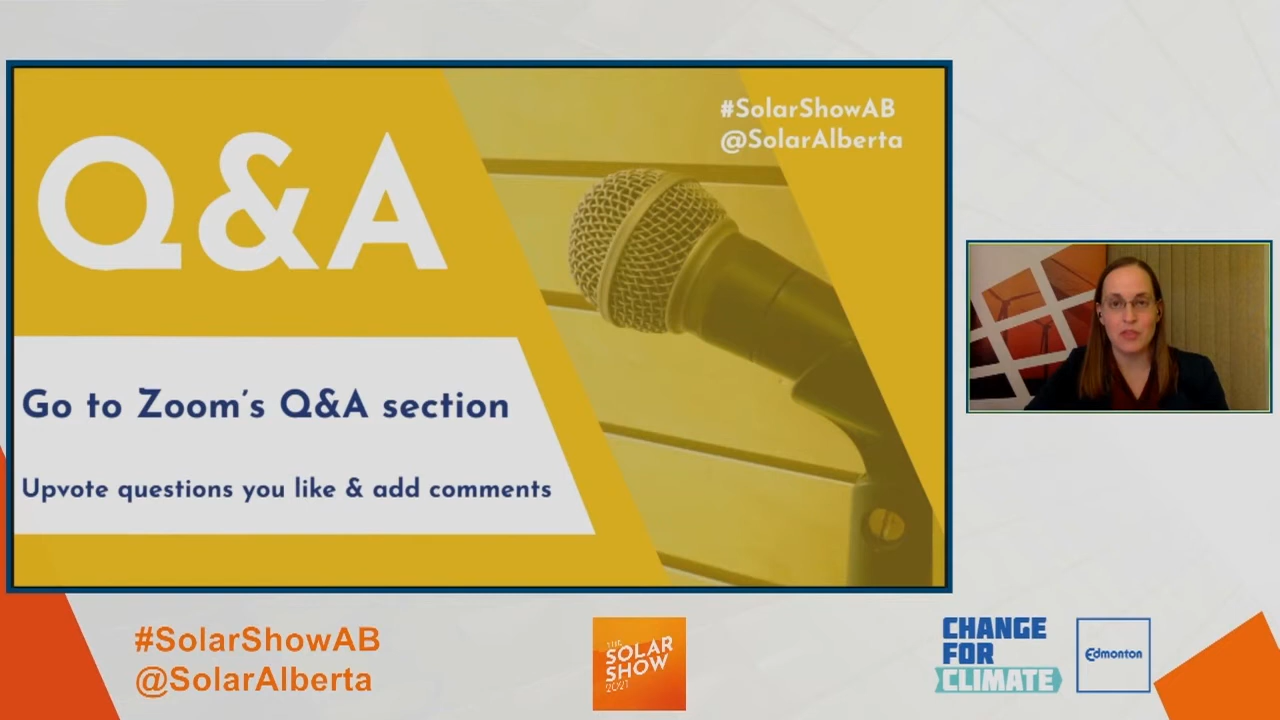 #SolarShowAB
@SolarAlberta
Q&A
Go to Zoom's Q&A section
Upvote questions you like & add comments
#SolarShowAB
@SolarAlberta
THE
SOLAR
SHOW
2021
CHANGE
FOR
CLIMATE
Edmonton